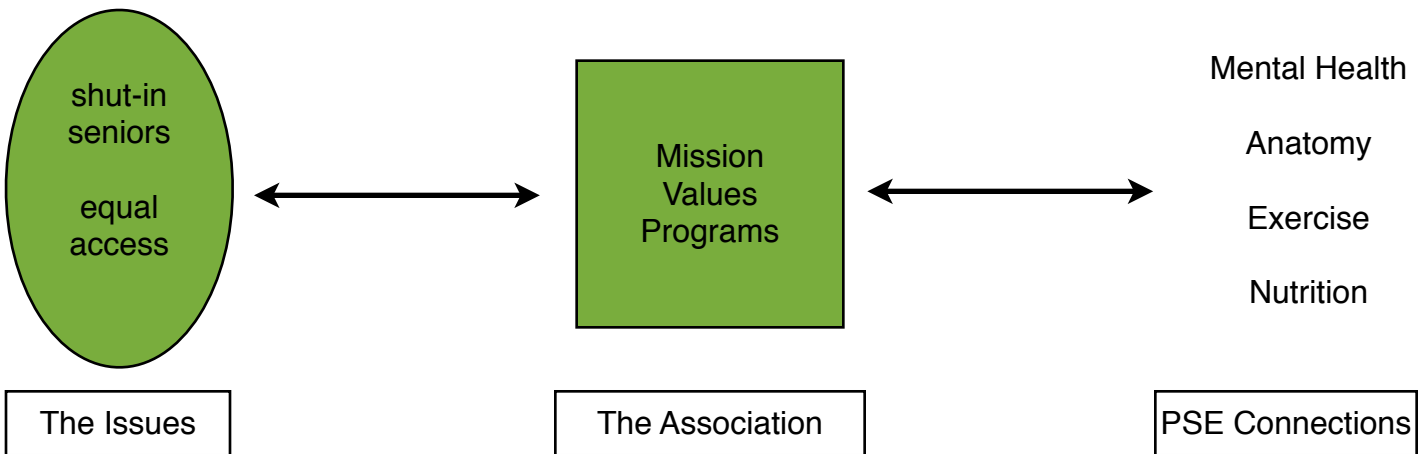 shut-in
seniors
equal
access
Mission
Values
Programs
Mental Health
Anatomy
Exercise
Nutrition
The Issues
The Association
PSE Connections